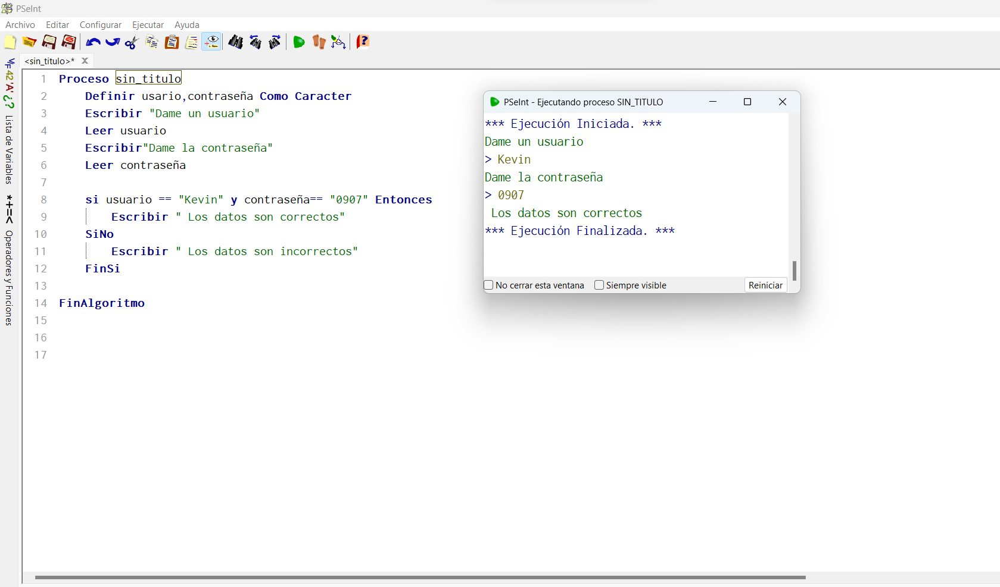 PSeInt
Archivo Editar Configurar Ejecutar Ayuda
<sin_titulo>* X
1 Proceso sin_titulo
2 Definir usario,contraseña Como Caracter
3 Escribir "Dame un usuario"
4 Leer usuario
5 Escribir"Dame la contraseña"
6 Leer contraseña
7
8 si usuario == "Kevin" y contraseña== "0907" Entonces
9 Escribir " Los datos son correctos"
10 SiNo
11 Escribir " Los datos son incorrectos"
12 FinSi
13
14 FinAlgoritmo
15
16
17
V/F 42 'A' ¿? Lista de Variables
*+=< Operadores y Funciones
PSeInt - Ejecutando proceso SIN_TITULO
*** Ejecución Iniciada. ***
Dame un usuario
> Kevin
Dame la contraseña
> 0907
Los datos son correctos
*** Ejecución Finalizada. ***
No cerrar esta ventana Siempre visible Reiniciar